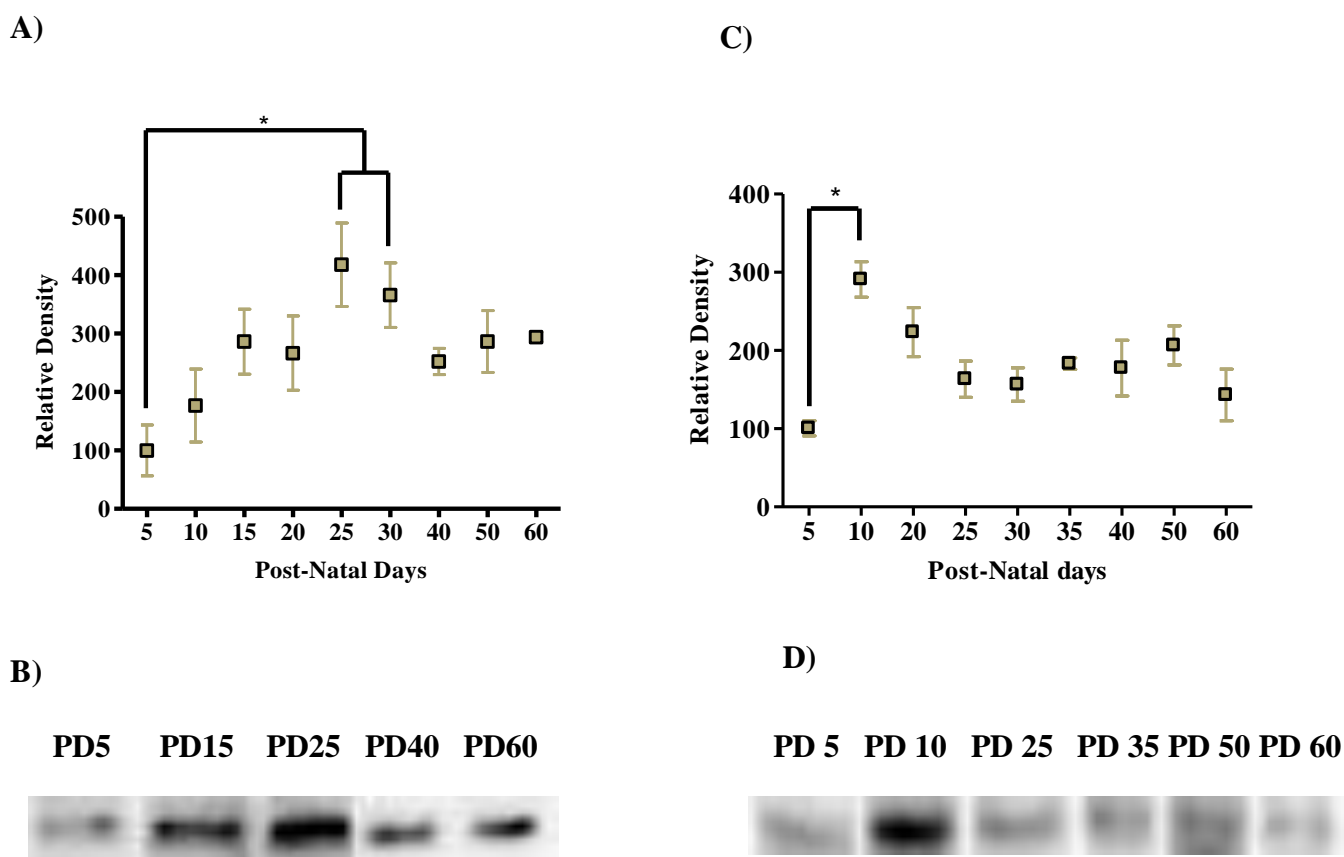 A)
*
500
400
300
200
100
0
Relative Density
5 10 15 20 25 30 40 50 60
Post-Natal Days
B)
PD5 PD15 PD25 PD40 PD60
C)
*
400
300
200
100
0
Relative Density
5 10 20 25 30 35 40 50 60
Post-Natal days
D)
PD 5 PD 10 PD 25 PD 35 PD 50 PD 60